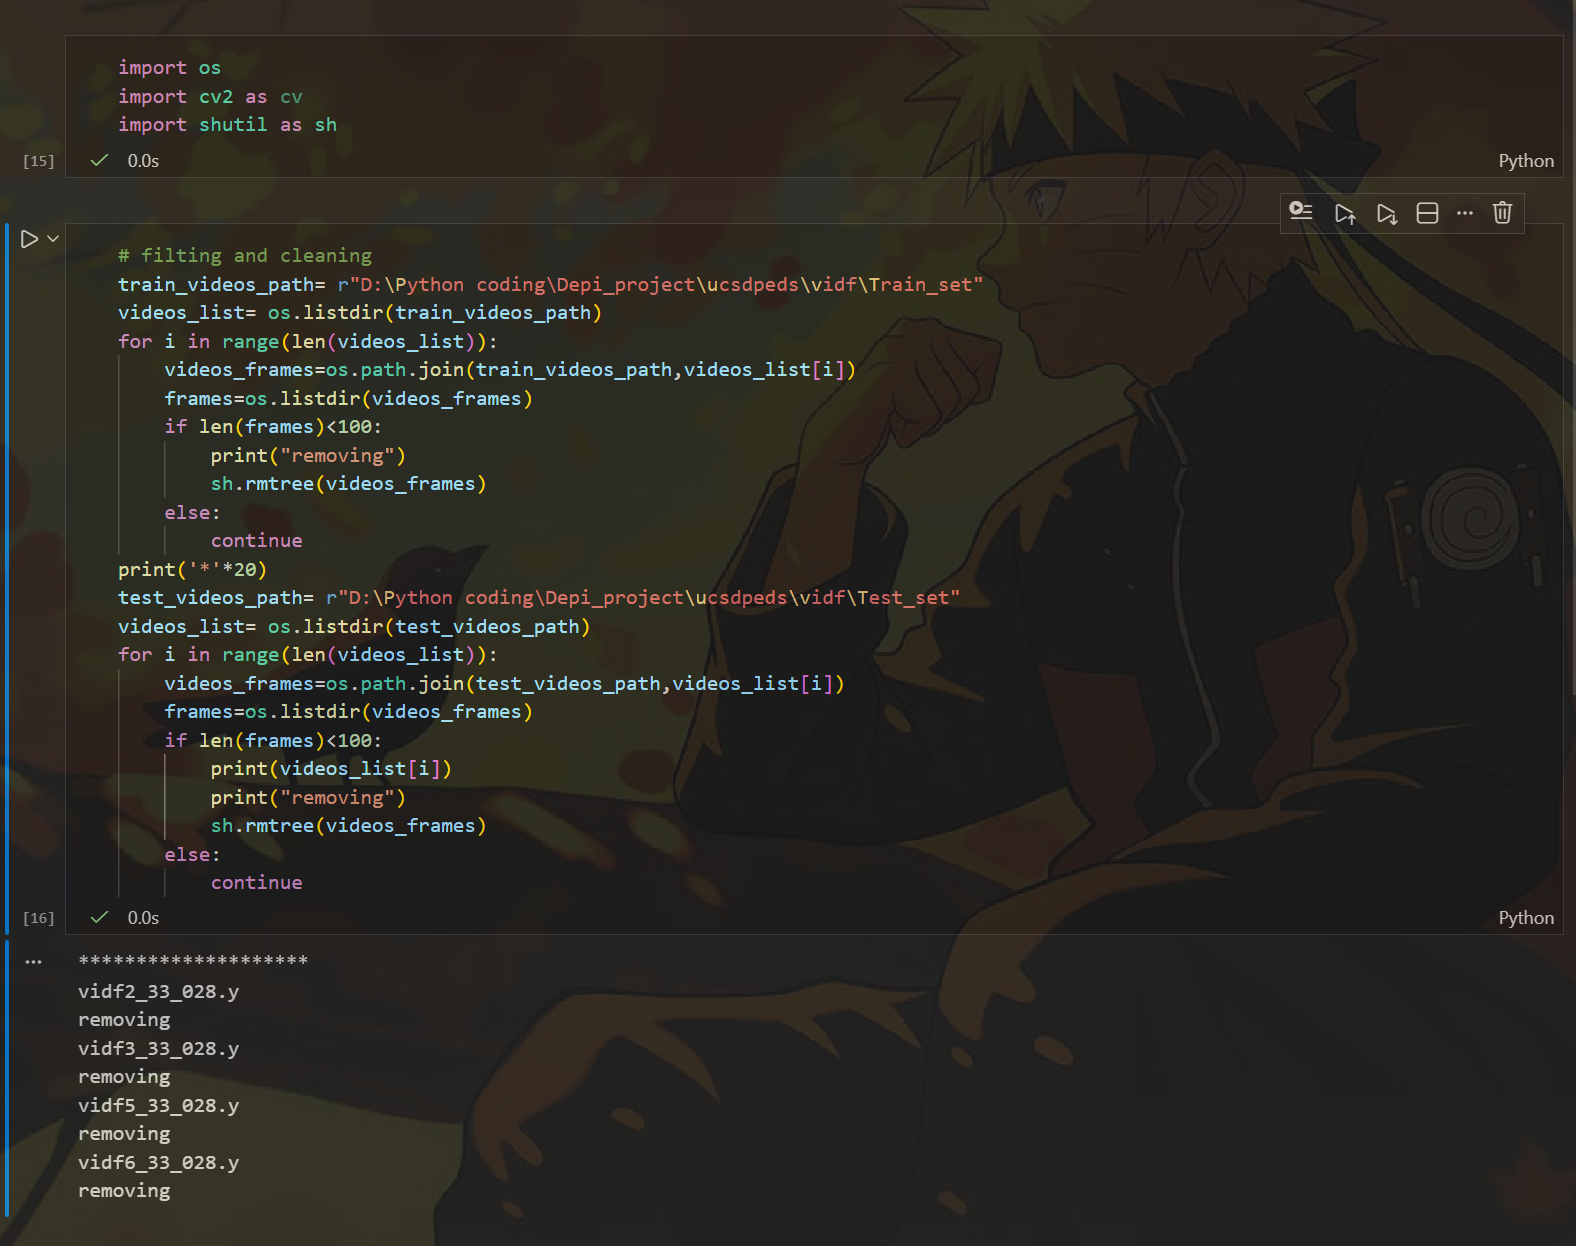 import os
import cv2 as cv
import shutil as sh
[15]
0.0s
Python
# filting and cleaning
train_videos_path= r"D:\Python coding\Depi_project\ucsdpeds\vidf\Train_set"
videos_list= os.listdir(train_videos_path)
for i in range(len(videos_list)):
    videos_frames=os.path.join(train_videos_path,videos_list[i])
    frames=os.listdir(videos_frames)
    if len(frames)<100:
        print("removing")
        sh.rmtree(videos_frames)
    else:
        continue
print('*'*20)
test_videos_path= r"D:\Python coding\Depi_project\ucsdpeds\vidf\Test_set"
videos_list= os.listdir(test_videos_path)
for i in range(len(videos_list)):
    videos_frames=os.path.join(test_videos_path,videos_list[i])
    frames=os.listdir(videos_frames)
    if len(frames)<100:
        print(videos_list[i])
        print("removing")
        sh.rmtree(videos_frames)
    else:
        continue
[16]
0.0s
Python
********************
vidf2_33_028.y
removing
vidf3_33_028.y
removing
vidf5_33_028.y
removing
vidf6_33_028.y
removing